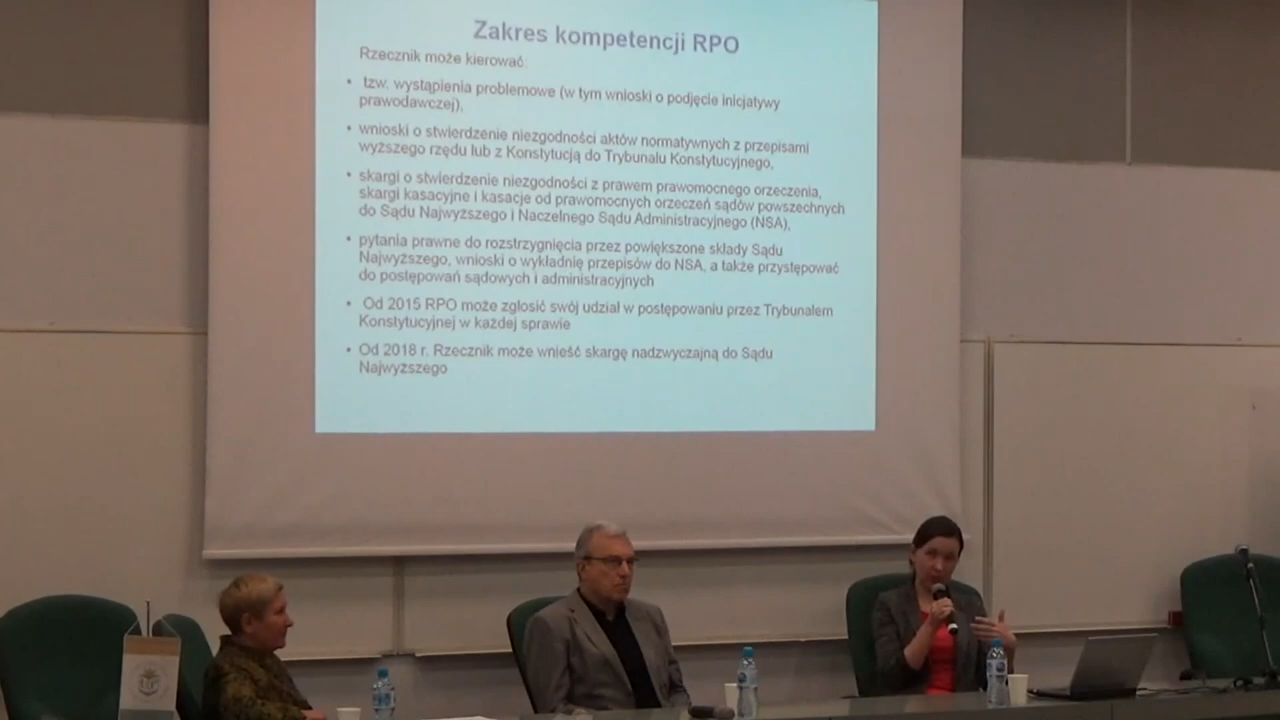 Zakres kompetencji RPO
Rzecznik może kierować:
• tzw. wystąpienia problemowe (w tym wnioski o podjęcie inicjatywy
prawodawczej),
• wnioski o stwierdzenie niezgodności aktów normatywnych z przepisami
wyższego rzędu lub z Konstytucją do Trybunału Konstytucyjnego,
• skargi o stwierdzenie niezgodności z prawem prawomocnego orzeczenia,
skargi kasacyjne i kasacje od prawomocnych orzeczeń sądów powszechnych
do Sądu Najwyższego i Naczelnego Sądu Administracyjnego (NSA),
• pytania prawne do rozstrzygnięcia przez powiększone składy Sądu
Najwyższego, wnioski o wykładnię przepisów do NSA, a także przystępować
do postępowań sądowych i administracyjnych
• Od 2015 RPO może zgłosić swój udział w postępowaniu przez Trybunałem
Konstytucyjnej w każdej sprawie
• Od 2018 r. Rzecznik może wnieść skargę nadzwyczajną do Sądu
Najwyższego